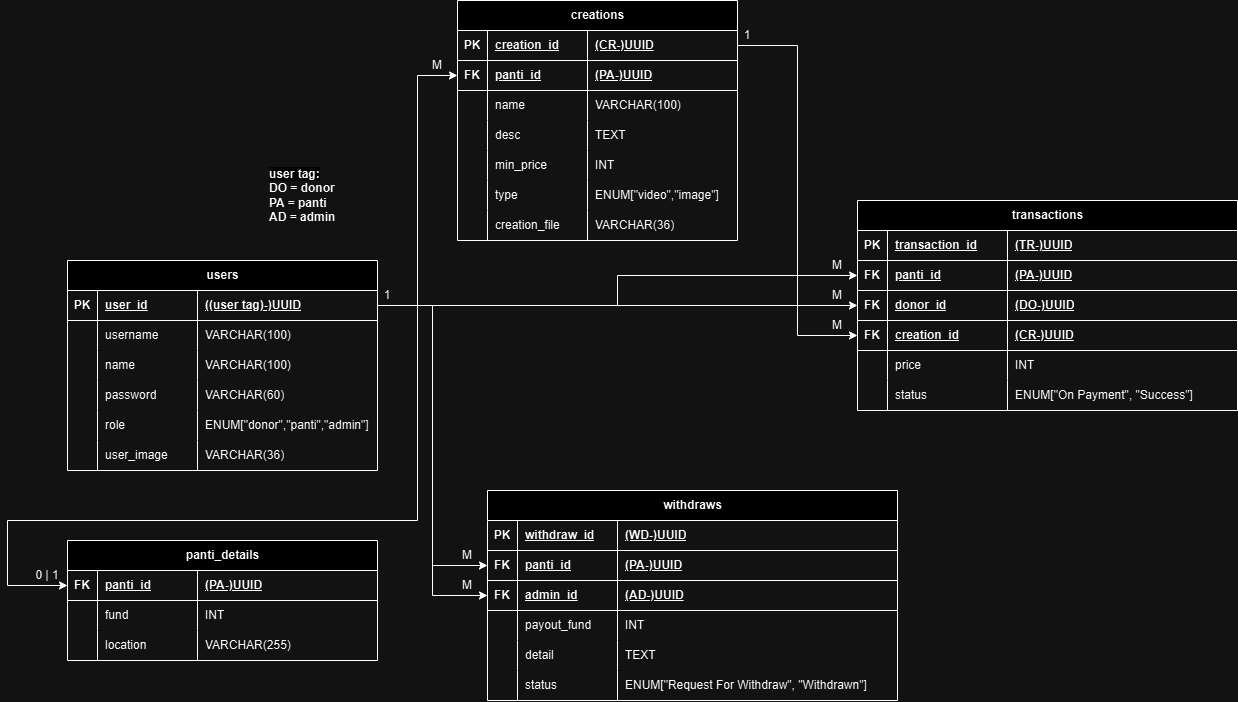 creations
PK creation_id (CR-)UUID
FK panti_id (PA-)UUID
name VARCHAR(100)
desc TEXT
min_price INT
type ENUM["video","image"]
creation_file VARCHAR(36)
1
M
user tag:
DO = donor
PA = panti
AD = admin
transactions
PK transaction_id (TR-)UUID
FK panti_id (PA-)UUID
FK donor_id (DO-)UUID
FK creation_id (CR-)UUID
price INT
status ENUM["On Payment", "Success"]
M
M
M
users
PK user_id ((user tag)-)UUID
username VARCHAR(100)
name VARCHAR(100)
password VARCHAR(60)
role ENUM["donor","panti","admin"]
user_image VARCHAR(36)
1
withdraws
PK withdraw_id (WD-)UUID
FK panti_id (PA-)UUID
FK admin_id (AD-)UUID
payout_fund INT
detail TEXT
status ENUM["Request For Withdraw", "Withdrawn"]
M
M
panti_details
FK panti_id (PA-)UUID
fund INT
location VARCHAR(255)
0 | 1